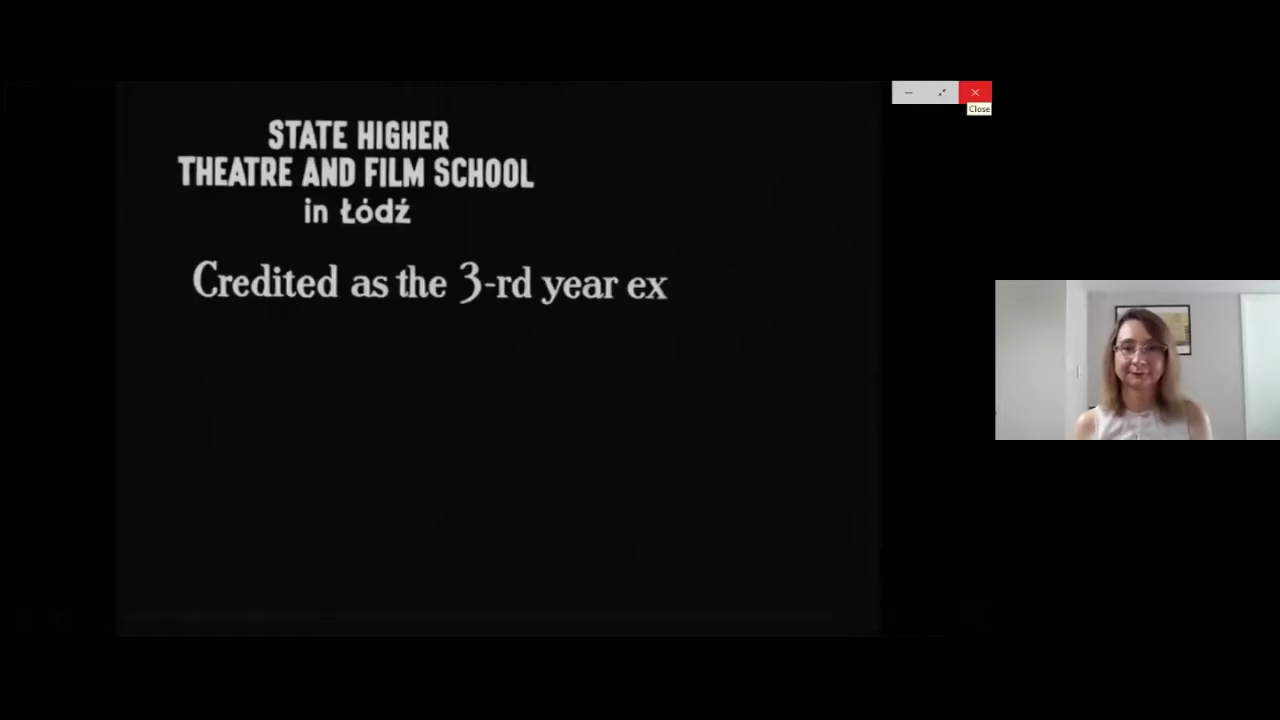 STATE HIGHER
THEATRE AND FILM SCHOOL
in Łódź
Credited as the 3-rd year ex
Close